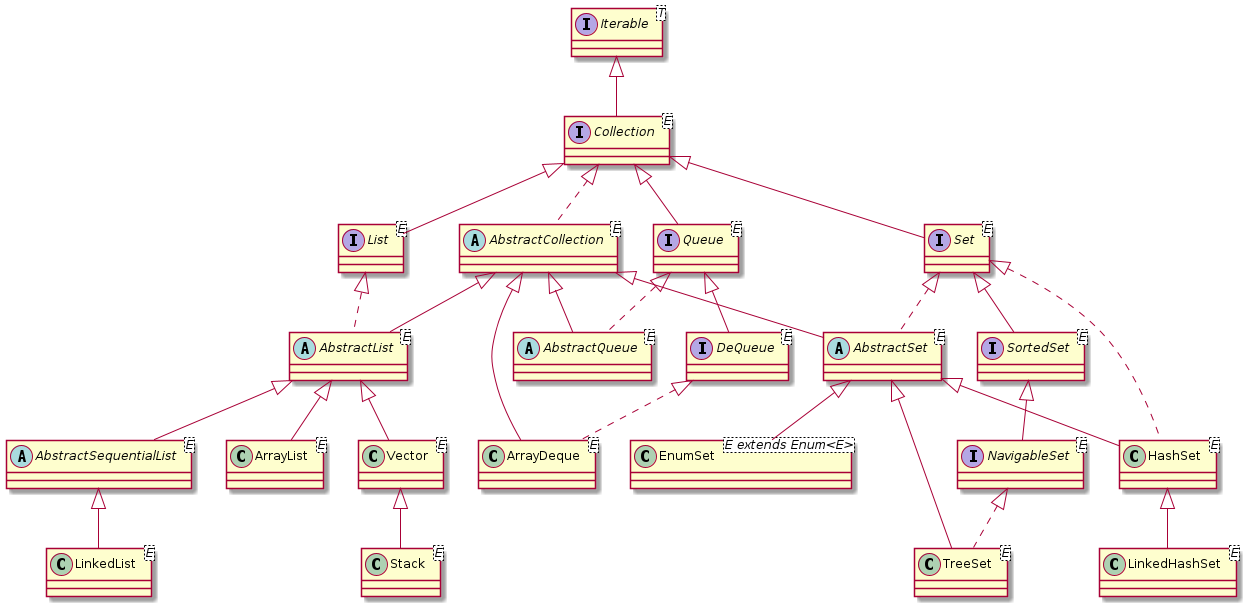 I Iterable T
I Collection E
I List E
A AbstractCollection E
I Queue E
I Set E
A AbstractList E
A AbstractQueue E
I DeQueue E
A AbstractSet E
I SortedSet E
A AbstractSequentialList E
C ArrayList E
C Vector E
C ArrayDeque E
C EnumSet E extends Enum<E>
I NavigableSet E
C HashSet E
C LinkedList E
C Stack E
C TreeSet E
C LinkedHashSet E